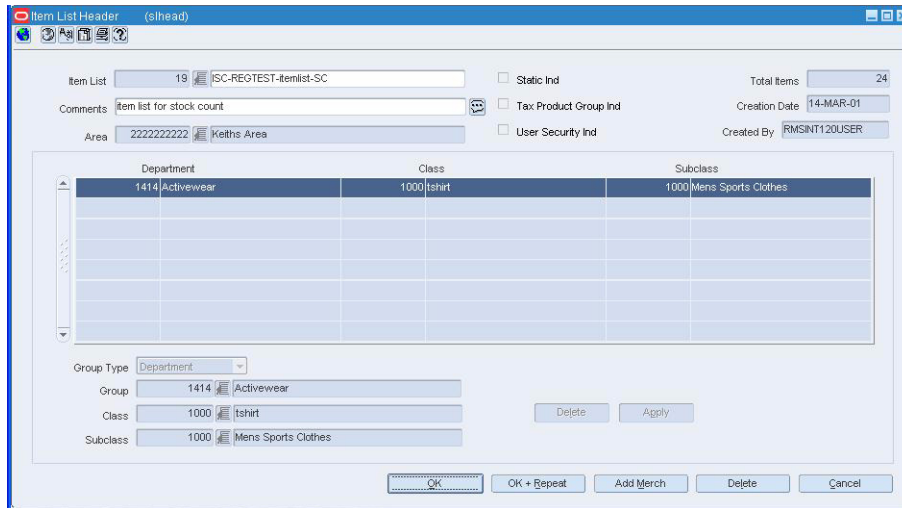 Item List Header (slhead)
Item List 19 ISC-REGTEST-itemlist-SC Static Ind Total Items 24
Comments item list for stock count Tax Product Group Ind Creation Date 14-MAR-01
Area 2222222222 Keiths Area User Security Ind Created By RMSINT120USER
Department Class Subclass
1414 Activewear 1000 tshirt 1000 Mens Sports Clothes
Group Type Department
Group 1414 Activewear
Class 1000 tshirt Delete Apply
Subclass 1000 Mens Sports Clothes
OK OK + Repeat Add Merch Delete Cancel